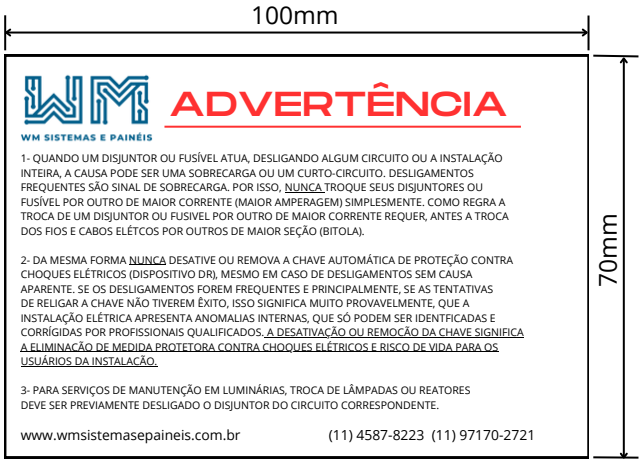 100mm
WM
ADVERTÊNCIA
WM SISTEMAS E PAINÉIS
1- QUANDO UM DISJUNTOR OU FUSÍVEL ATUA, DESLIGANDO ALGUM CIRCUITO OU A INSTALAÇÃO
INTEIRA, A CAUSA PODE SER UMA SOBRECARGA OU UM CURTO-CIRCUITO. DESLIGAMENTOS
FREQUENTES SÃO SINAL DE SOBRECARGA. POR ISSO, NUNCA TROQUE SEUS DISJUNTORES OU
FUSÍVEL POR OUTRO DE MAIOR CORRENTE (MAIOR AMPERAGEM) SIMPLESMENTE. COMO REGRA A
TROCA DE UM DISJUNTOR OU FUSIVEL POR OUTRO DE MAIOR CORRENTE REQUER, ANTES A TROCA
DOS FIOS E CABOS ELÉTCOS POR OUTROS DE MAIOR SEÇÃO (BITOLA).
2- DA MESMA FORMA NUNCA DESATIVE OU REMOVA A CHAVE AUTOMÁTICA DE PROTEÇÃO CONTRA
CHOQUES ELÉTRICOS (DISPOSITIVO DR), MESMO EM CASO DE DESLIGAMENTOS SEM CAUSA
APARENTE. SE OS DESLIGAMENTOS FOREM FREQUENTES E PRINCIPALMENTE, SE AS TENTATIVAS
DE RELIGAR A CHAVE NÃO TIVEREM ÊXITO, ISSO SIGNIFICA MUITO PROVAVELMENTE, QUE A
INSTALAÇÃO ELÉTRICA APRESENTA ANOMALIAS INTERNAS, QUE SÓ PODEM SER IDENTFICADAS E
CORRÍGIDAS POR PROFISSIONAIS QUALIFICADOS. A DESATIVAÇÃO OU REMOCÃO DA CHAVE SIGNIFICA
A ELIMINAÇÃO DE MEDIDA PROTETORA CONTRA CHOQUES ELÉTRICOS E RISCO DE VIDA PARA OS
USUÁRIOS DA INSTALACÃO.
3- PARA SERVIÇOS DE MANUTENÇÃO EM LUMINÁRIAS, TROCA DE LÂMPADAS OU REATORES
DEVE SER PREVIAMENTE DESLIGADO O DISJUNTOR DO CIRCUITO CORRESPONDENTE.
www.wmsistemasepaineis.com.br (11) 4587-8223 (11) 97170-2721
70mm